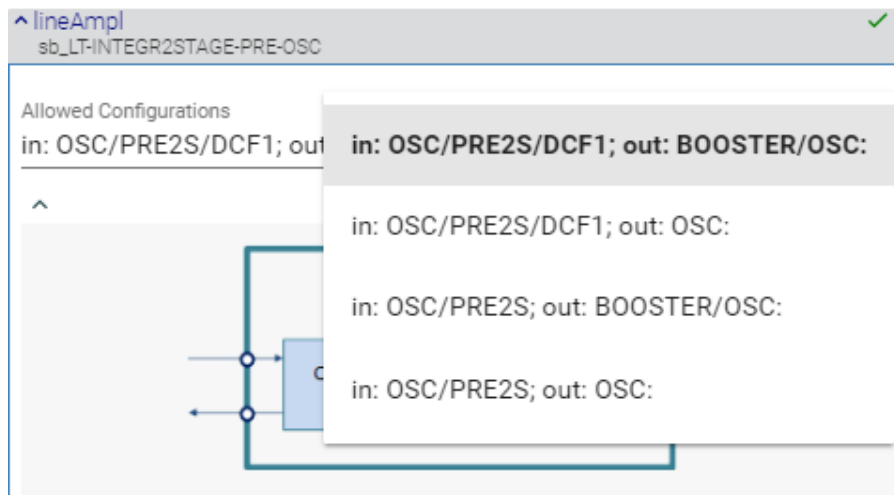 lineAmpl
sb_LT-INTEGR2STAGE-PRE-OSC
Allowed Configurations
in: OSC/PRE2S/DCF1; out
in: OSC/PRE2S/DCF1; out: BOOSTER/OSC:
in: OSC/PRE2S/DCF1; out: OSC:
in: OSC/PRE2S; out: BOOSTER/OSC:
in: OSC/PRE2S; out: OSC: